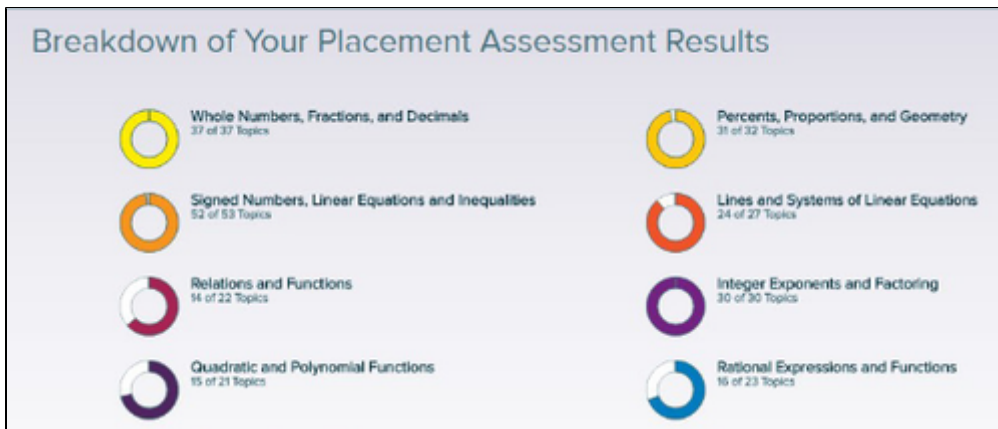 Breakdown of Your Placement Assessment Results
Whole Numbers, Fractions, and Decimals
37 of 37 Topics
Percents, Proportions, and Geometry
31 of 32 Topics
Signed Numbers, Linear Equations and Inequalities
52 of 53 Topics
Lines and Systems of Linear Equations
24 of 27 Topics
Relations and Functions
14 of 22 Topics
Integer Exponents and Factoring
30 of 30 Topics
Quadratic and Polynomial Functions
15 of 21 Topics
Rational Expressions and Functions
16 of 23 Topics